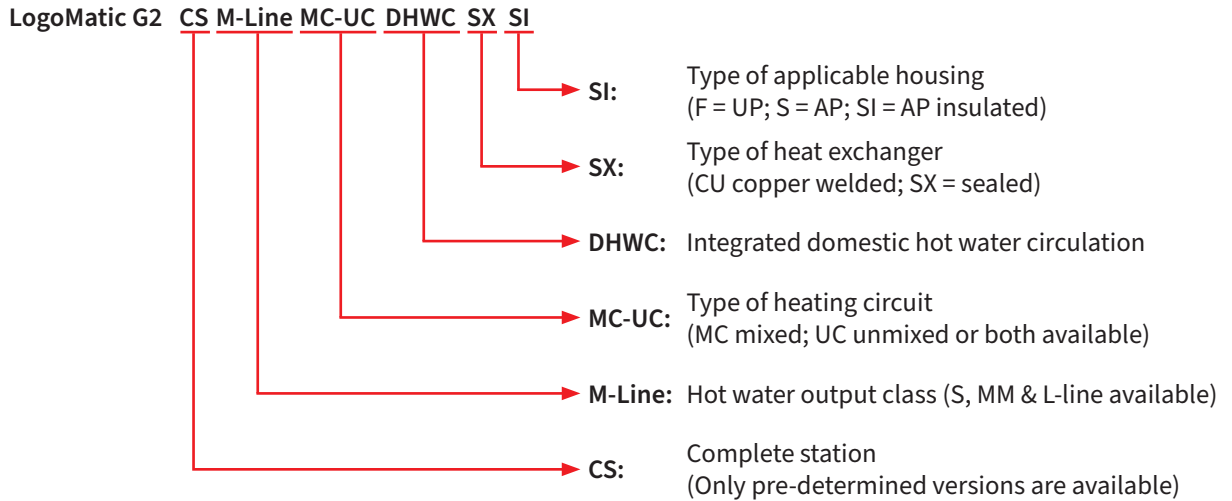 LogoMatic G2 CS M-Line MC-UC DHWC SX SI
SI: Type of applicable housing
(F = UP; S = AP; SI = AP insulated)
SX: Type of heat exchanger
(CU copper welded; SX = sealed)
DHWC: Integrated domestic hot water circulation
MC-UC: Type of heating circuit
(MC mixed; UC unmixed or both available)
M-Line: Hot water output class (S, MM & L-line available)
CS: Complete station
(Only pre-determined versions are available)